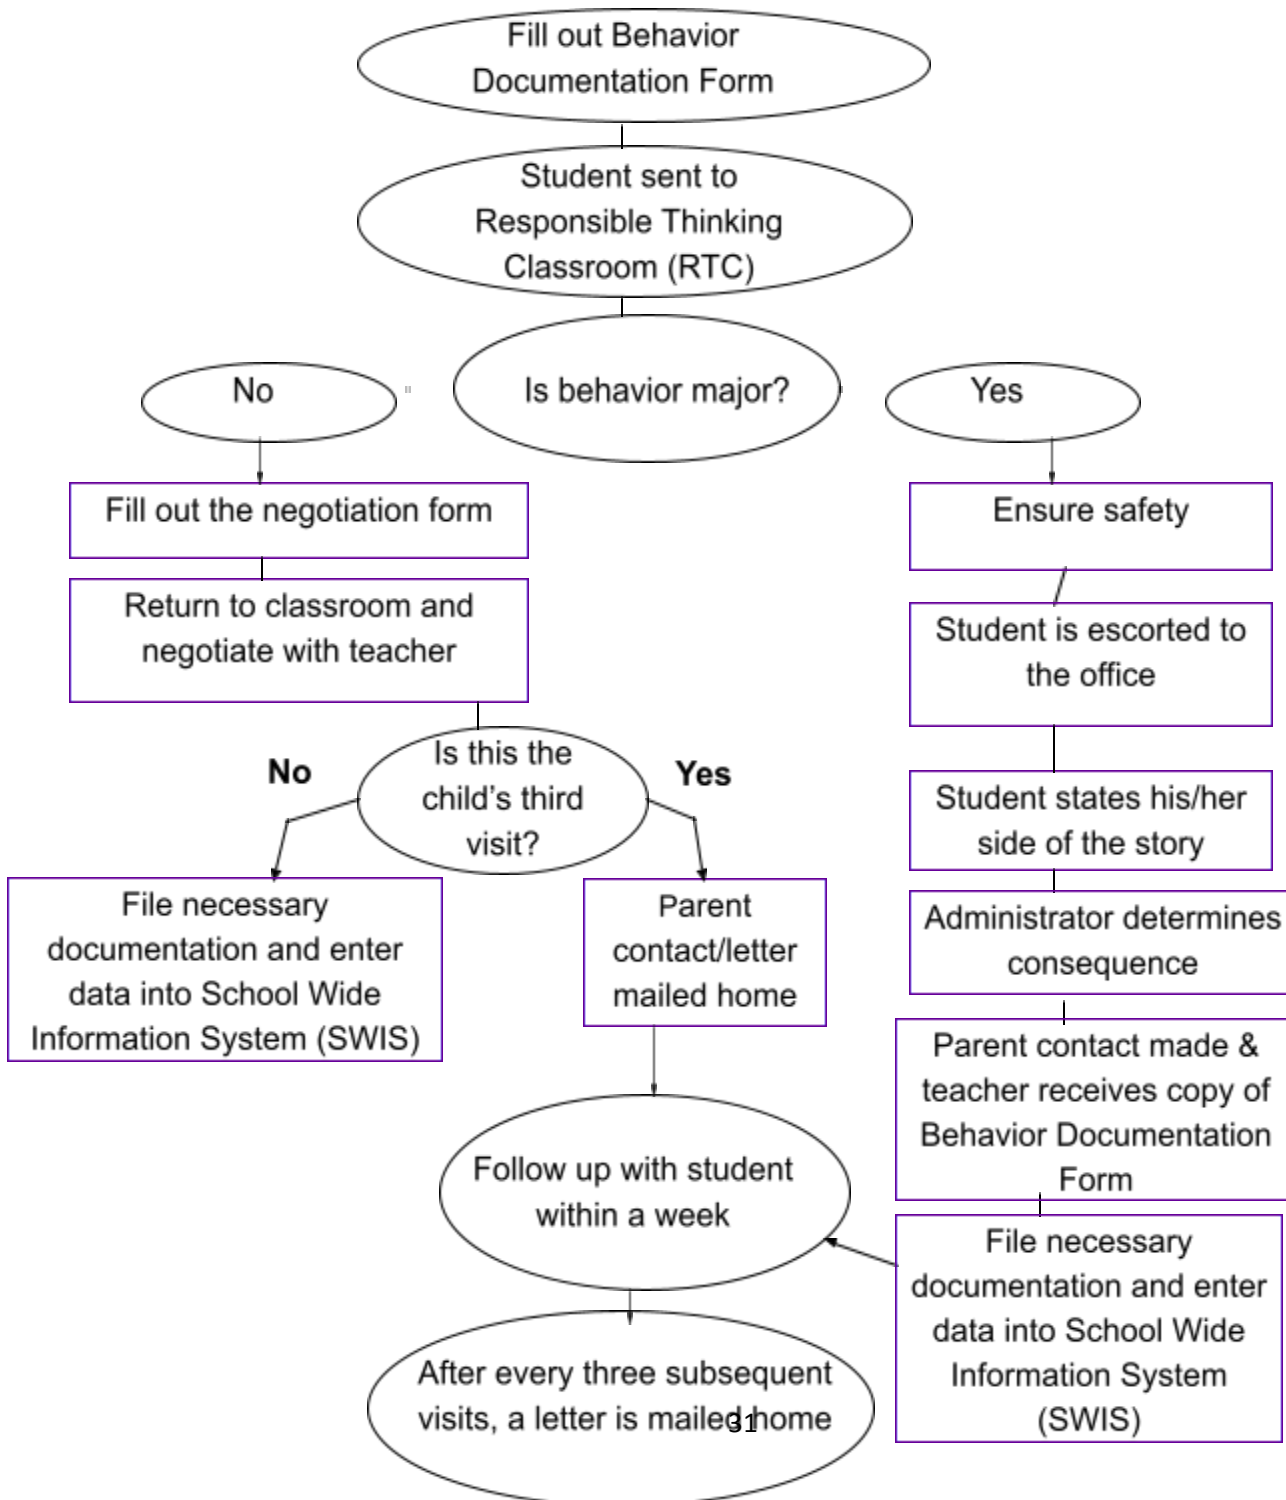 Fill out Behavior
Documentation Form
Student sent to
Responsible Thinking
Classroom (RTC)
Is behavior major?
No
Yes
Fill out the negotiation form
Return to classroom and
negotiate with teacher
Is this the
child’s third
visit?
No
Yes
File necessary
documentation and enter
data into School Wide
Information System (SWIS)
Parent
contact/letter
mailed home
Ensure safety
Student is escorted to
the office
Student states his/her
side of the story
Administrator determines
consequence
Parent contact made &
teacher receives copy of
Behavior Documentation
Form
File necessary
documentation and enter
data into School Wide
Information System
(SWIS)
Follow up with student
within a week
After every three subsequent
visits, a letter is mailed home
31